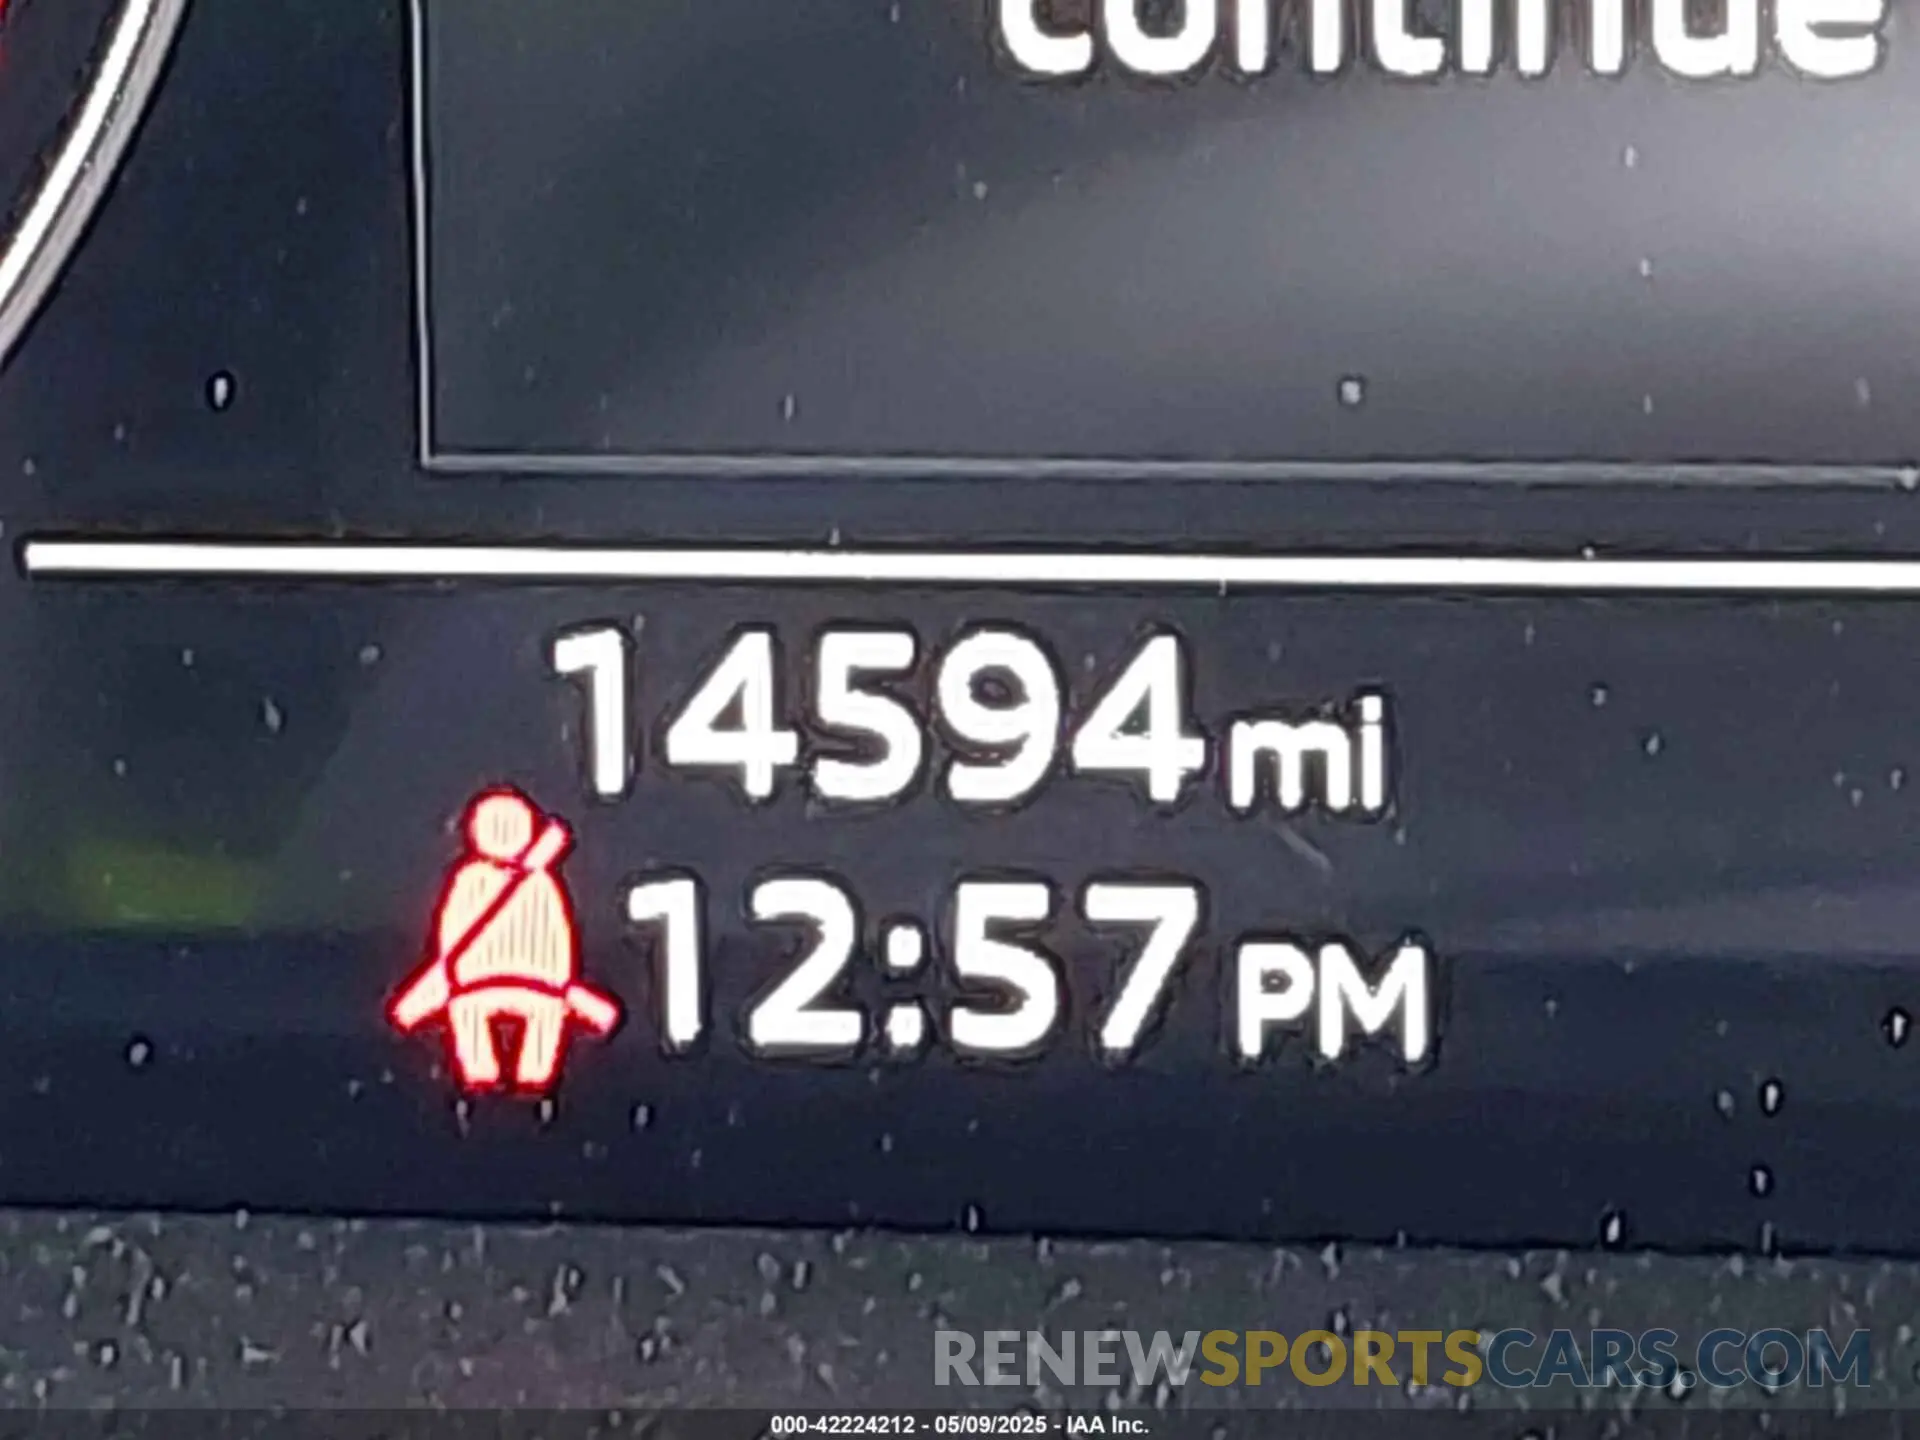 continue
14594 mi
12:57 PM
RENEWSPORTSCARS.COM
000-42224212 - 05/09/2025 - IAA Inc.